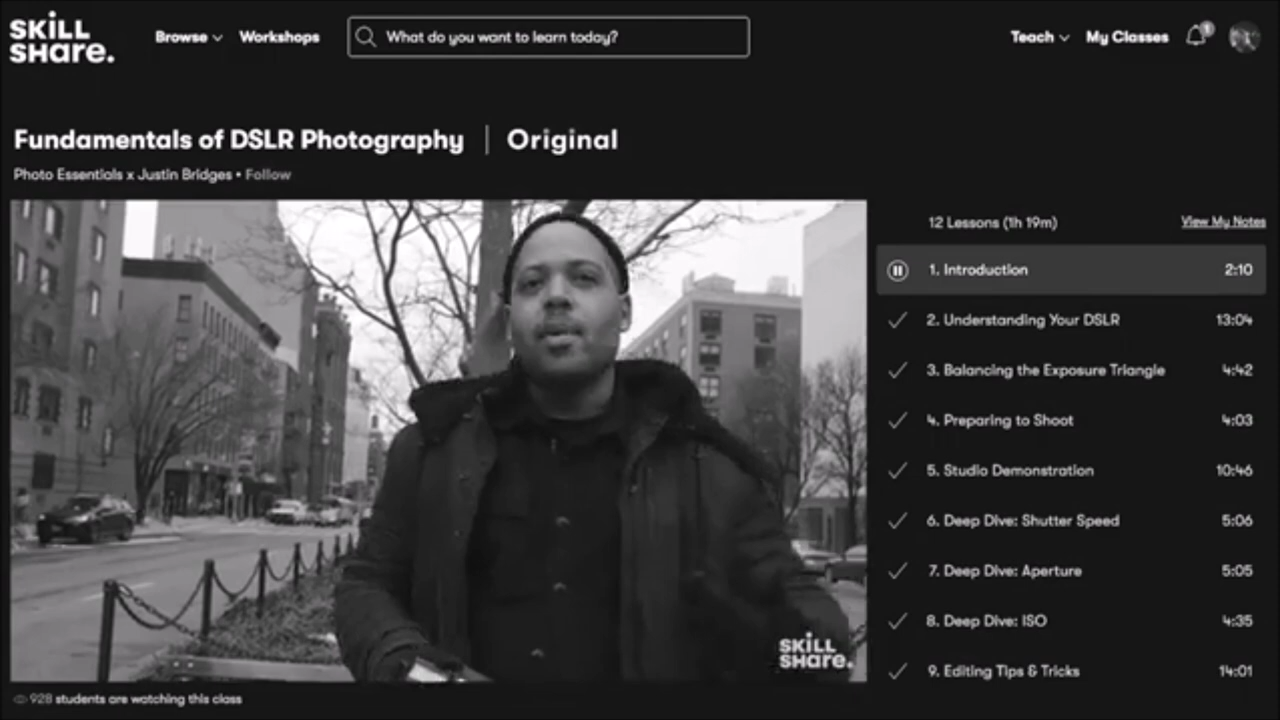 SKiLL
SHare.
Browse
Workshops
What do you want to learn today?
Teach
My Classes
1
Fundamentals of DSLR Photography | Original
Photo Essentials x Justin Bridges • Follow
12 Lessons (1h 19m)
View My Notes
1. Introduction 2:10
2. Understanding Your DSLR 13:04
3. Balancing the Exposure Triangle 4:42
4. Preparing to Shoot 4:03
5. Studio Demonstration 10:46
6. Deep Dive: Shutter Speed 5:06
7. Deep Dive: Aperture 5:05
8. Deep Dive: ISO 4:35
9. Editing Tips & Tricks 14:01
SKiLL
SHare.
928 students are watching this class